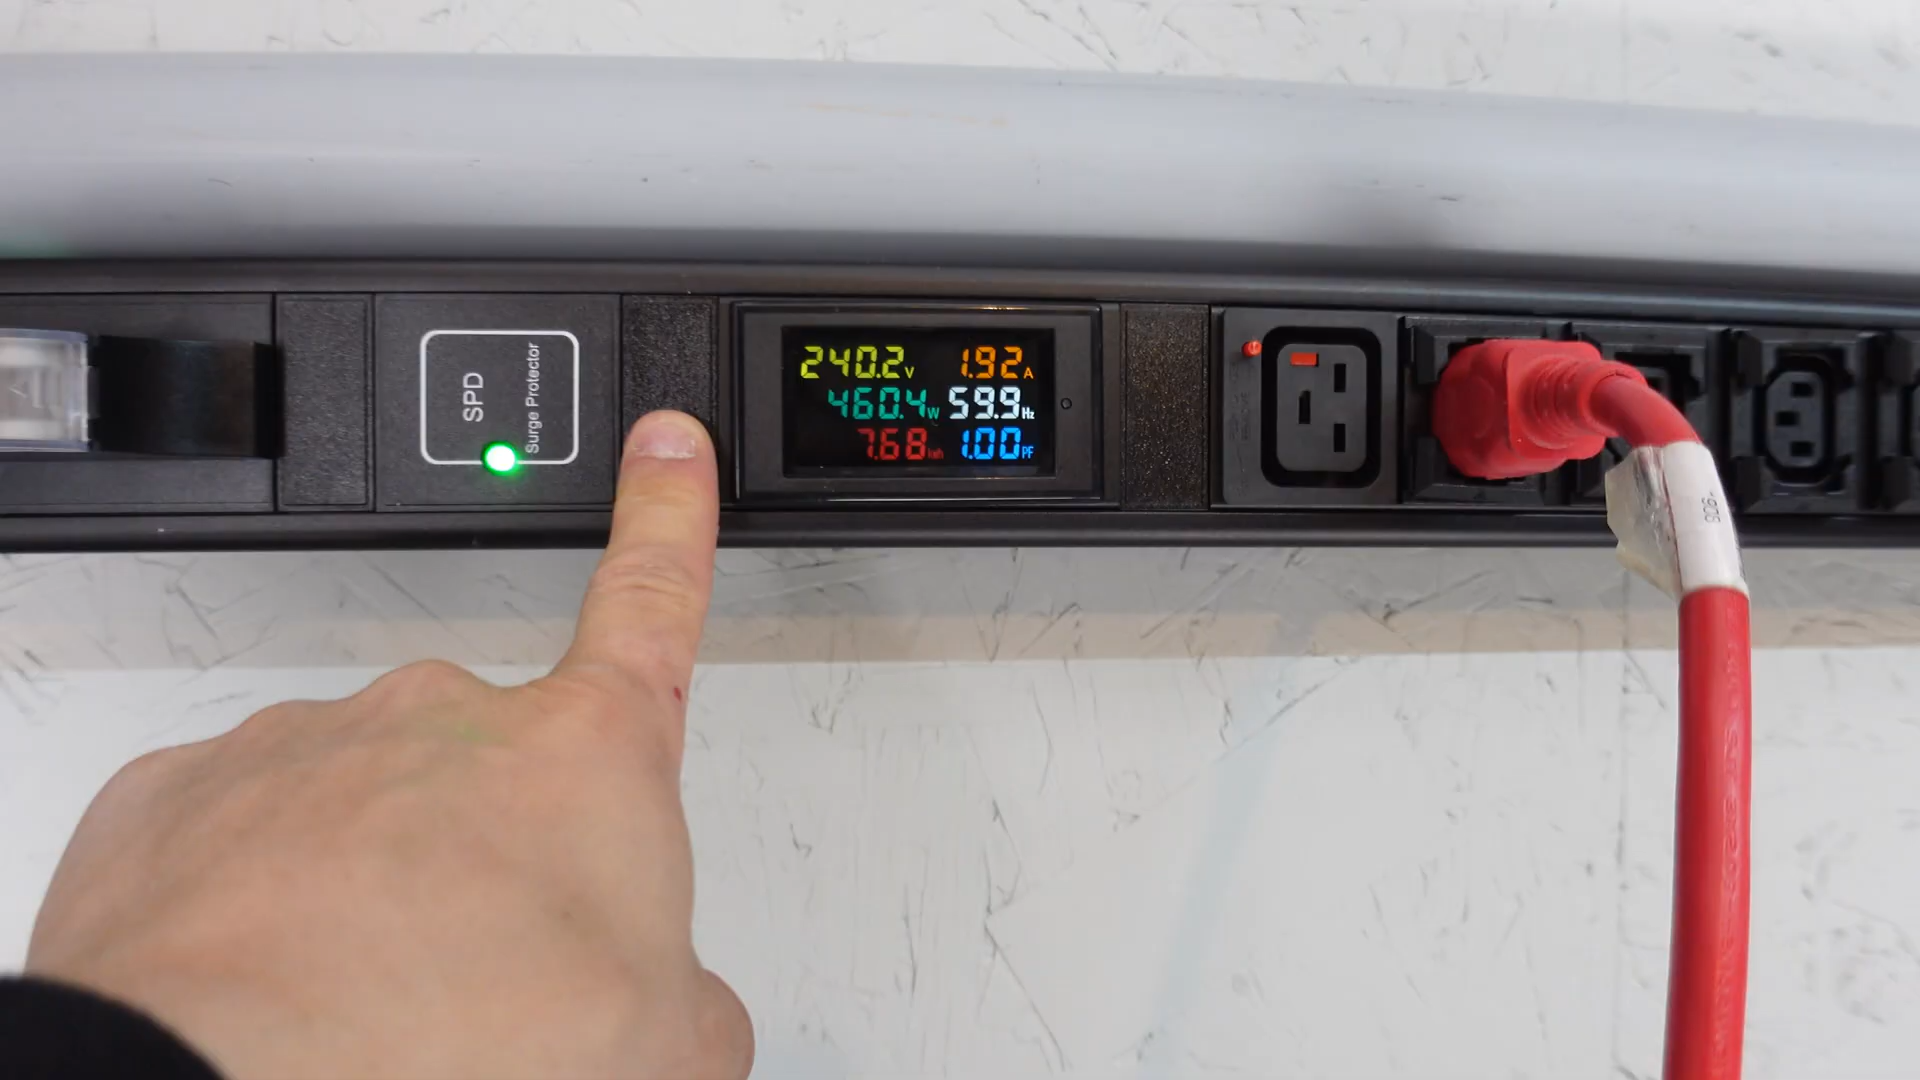 SPD
Surge Protector
240.2V 1.92A
460.4W 59.9Hz
7.68kwh 1.00PF
906